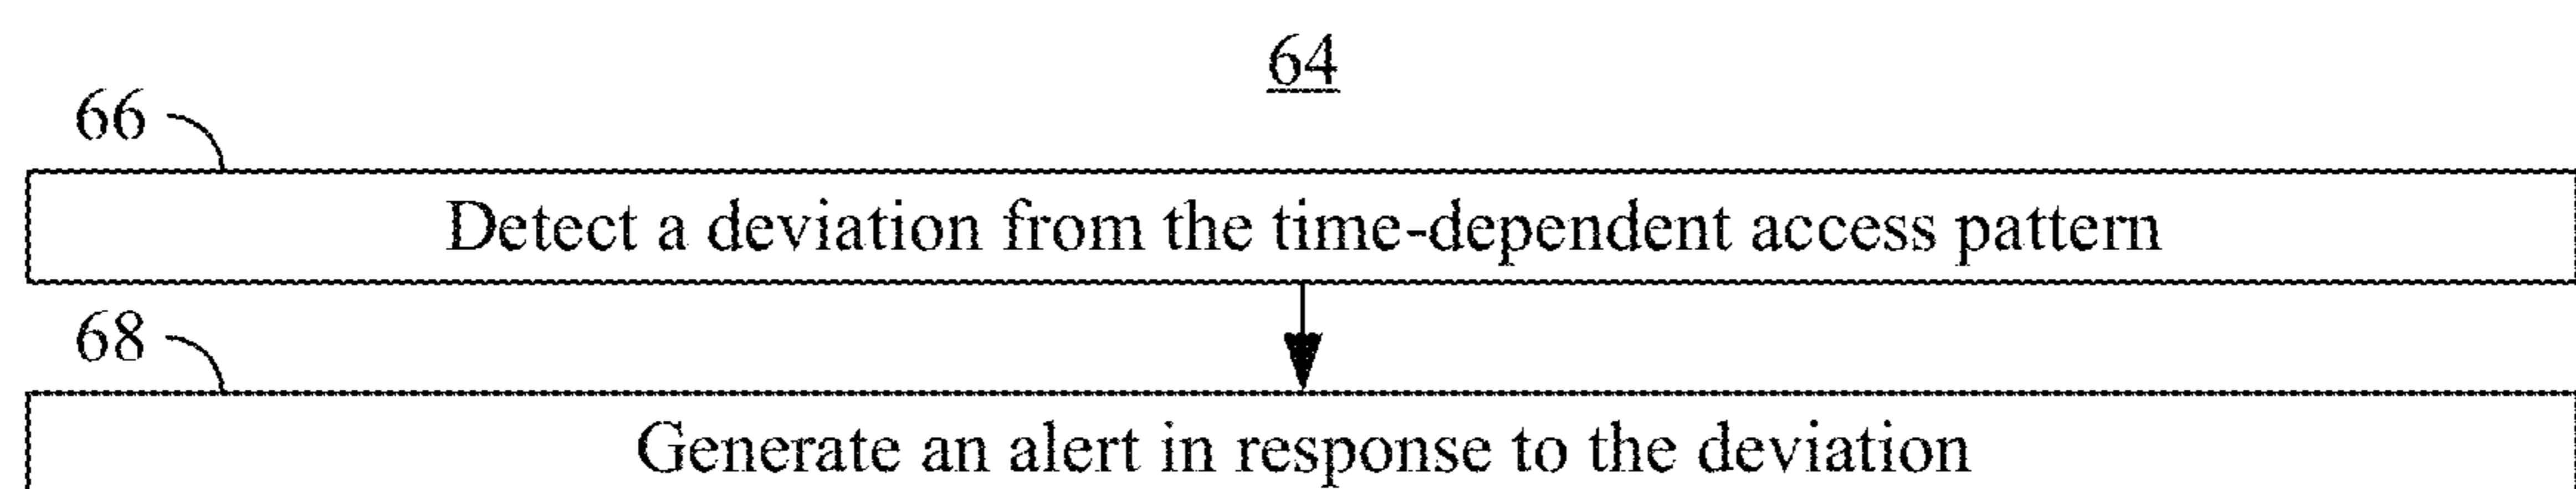 64
66
Detect a deviation from the time-dependent access pattern
68
Generate an alert in response to the deviation